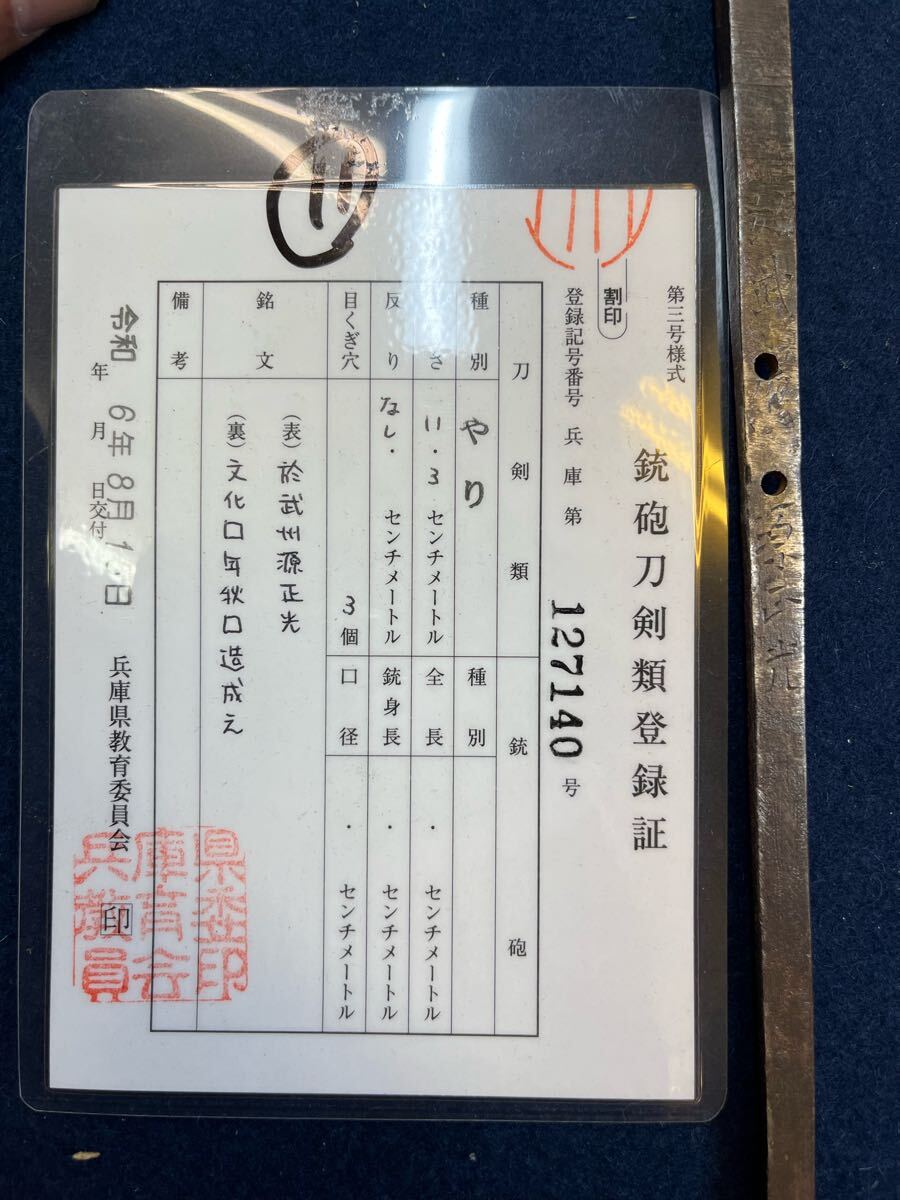 第三号様式
割印
銃砲刀剣類登録証
登録記号番号 兵庫第 127140 号
刀剣類
種別 やり
さ 11.3 センチメートル
反り なし. センチメートル
目くぎ穴 3個
銃砲
種別
全長 . センチメートル
銃身長 . センチメートル
口径 . センチメートル
銘文
(表)於武州源正光
(裏)文化口年秋口造成之
備考
令和 6年8月 日
年 月 日交付
兵庫県教育委員会 印
兵庫県教育委員会印